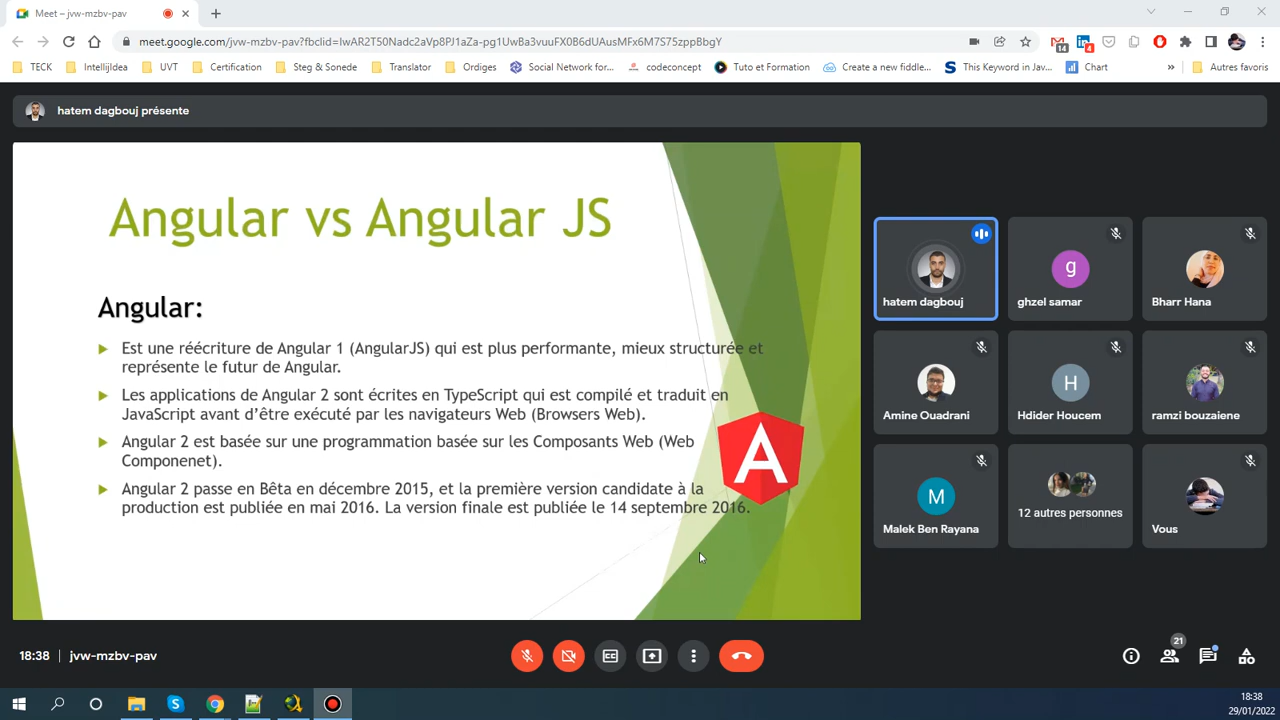 Meet – jvw-mzbv-pav
meet.google.com/jvw-mzbv-pav?fbclid=IwAR2T50Nadc2aVp8PJ1aZa-pg1UwBa3vuuFX0B6dUAusMFx6M7S75zppBgY
14
4
TECK
IntellijIdea
UVT
Certification
Steg & Sonede
Translator
Ordiges
Social Network for...
codeconcept
Tuto et Formation
Create a new fiddle...
This Keyword in Jav...
Chart
»
Autres favoris
hatem dagbouj présente
Angular vs Angular JS
Angular:
Est une réécriture de Angular 1 (AngularJS) qui est plus performante, mieux structurée et
représente le futur de Angular.
Les applications de Angular 2 sont écrites en TypeScript qui est compilé et traduit en
JavaScript avant d’être exécuté par les navigateurs Web (Browsers Web).
Angular 2 est basée sur une programmation basée sur les Composants Web (Web
Componenet).
Angular 2 passe en Bêta en décembre 2015, et la première version candidate à la
production est publiée en mai 2016. La version finale est publiée le 14 septembre 2016.
A
hatem dagbouj
g
ghzel samar
Bharr Hana
Amine Ouadrani
H
Hdider Houcem
ramzi bouzaiene
M
Malek Ben Rayana
12 autres personnes
Vous
18:38 | jvw-mzbv-pav
21
18:38
29/01/2022